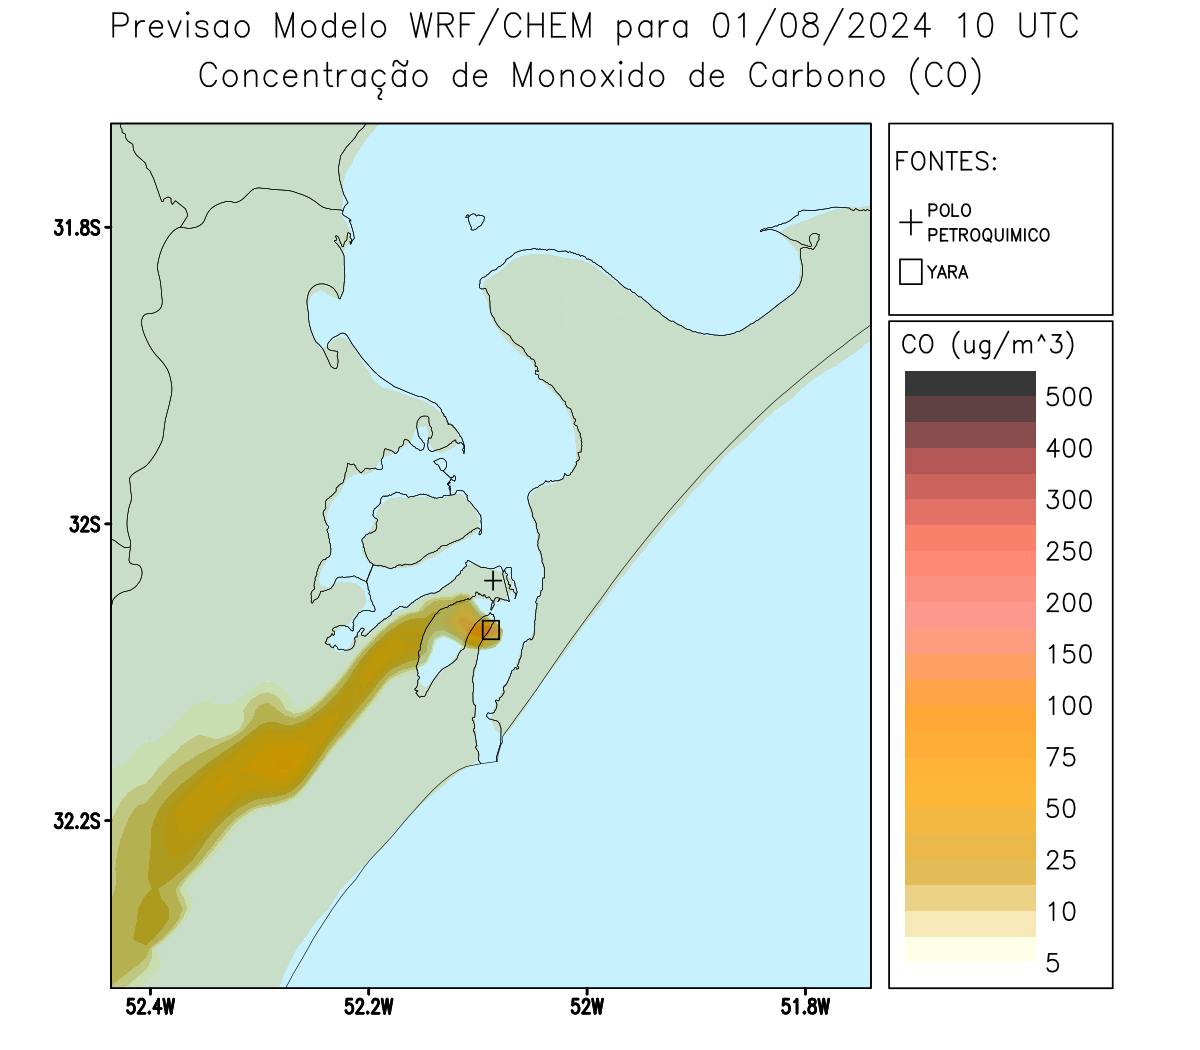 Previsao Modelo WRF/CHEM para 01/08/2024 10 UTC
Concentração de Monoxido de Carbono (CO)
FONTES:
POLO
PETROQUIMICO
YARA
CO (ug/m^3)
500
400
300
250
200
150
100
75
50
25
10
5
31.8S
32S
32.2S
52.4W
52.2W
52W
51.8W